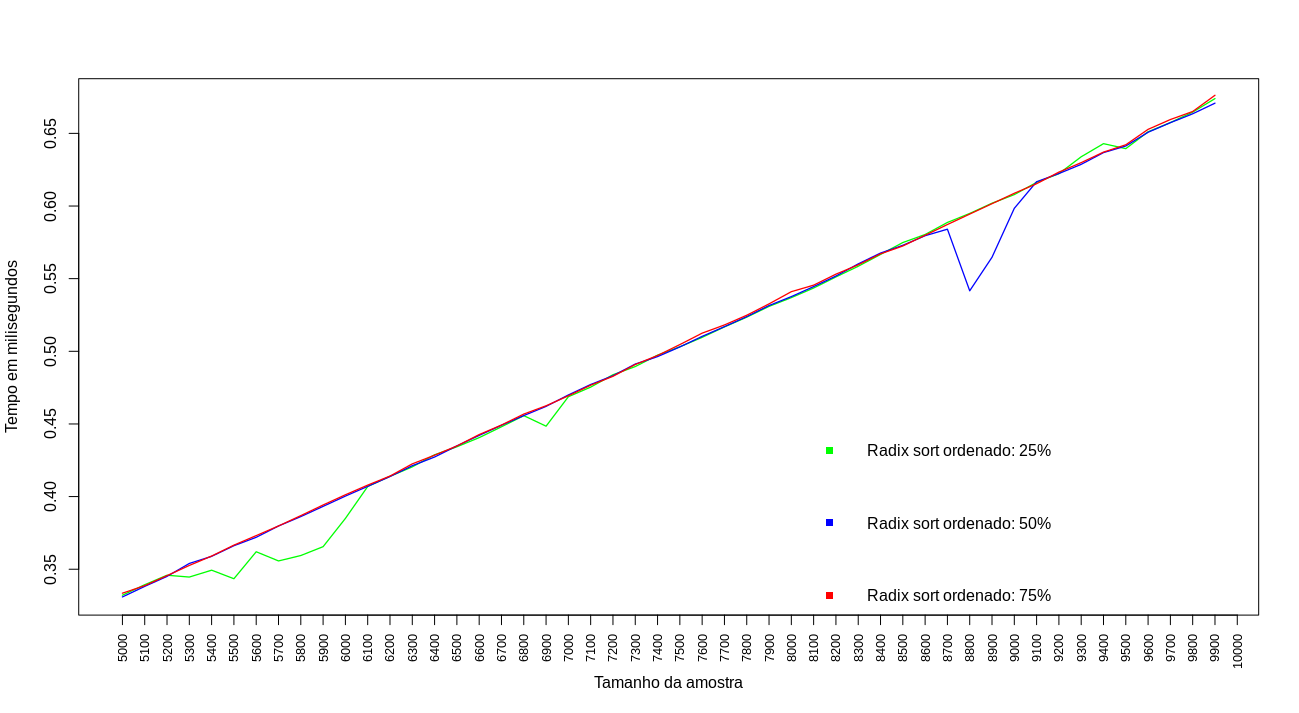 Tempo em milisegundos
0.65
0.60
0.55
0.50
0.45
0.40
0.35
Radix sort ordenado: 25%
Radix sort ordenado: 50%
Radix sort ordenado: 75%
5000 5100 5200 5300 5400 5500 5600 5700 5800 5900 6000 6100 6200 6300 6400 6500 6600 6700 6800 6900 7000 7100 7200 7300 7400 7500 7600 7700 7800 7900 8000 8100 8200 8300 8400 8500 8600 8700 8800 8900 9000 9100 9200 9300 9400 9500 9600 9700 9800 9900 10000
Tamanho da amostra